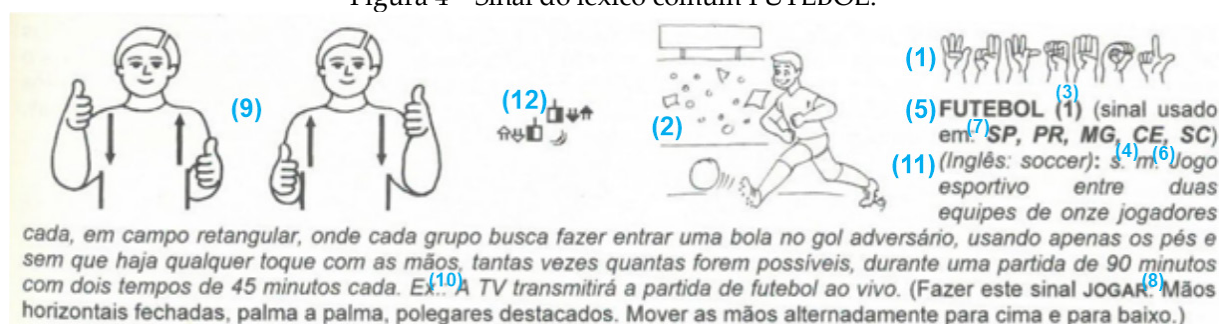 Figura 4 – Sinal do léxico comum FUTEBOL.
(1)
(3)
(9) (12) (2) (5) FUTEBOL (1) (sinal usado
em: (7) SP, PR, MG, CE, SC)
(11) (Inglês: soccer): s. (4) m. (6) Jogo
esportivo entre duas
equipes de onze jogadores
cada, em campo retangular, onde cada grupo busca fazer entrar uma bola no gol adversário, usando apenas os pés e
sem que haja qualquer toque com as mãos, tantas vezes quantas forem possíveis, durante uma partida de 90 minutos
com dois tempos de 45 minutos cada. Ex.: (10) A TV transmitirá a partida de futebol ao vivo. (Fazer este sinal JOGAR: (8) Mãos
horizontais fechadas, palma a palma, polegares destacados. Mover as mãos alternadamente para cima e para baixo.)